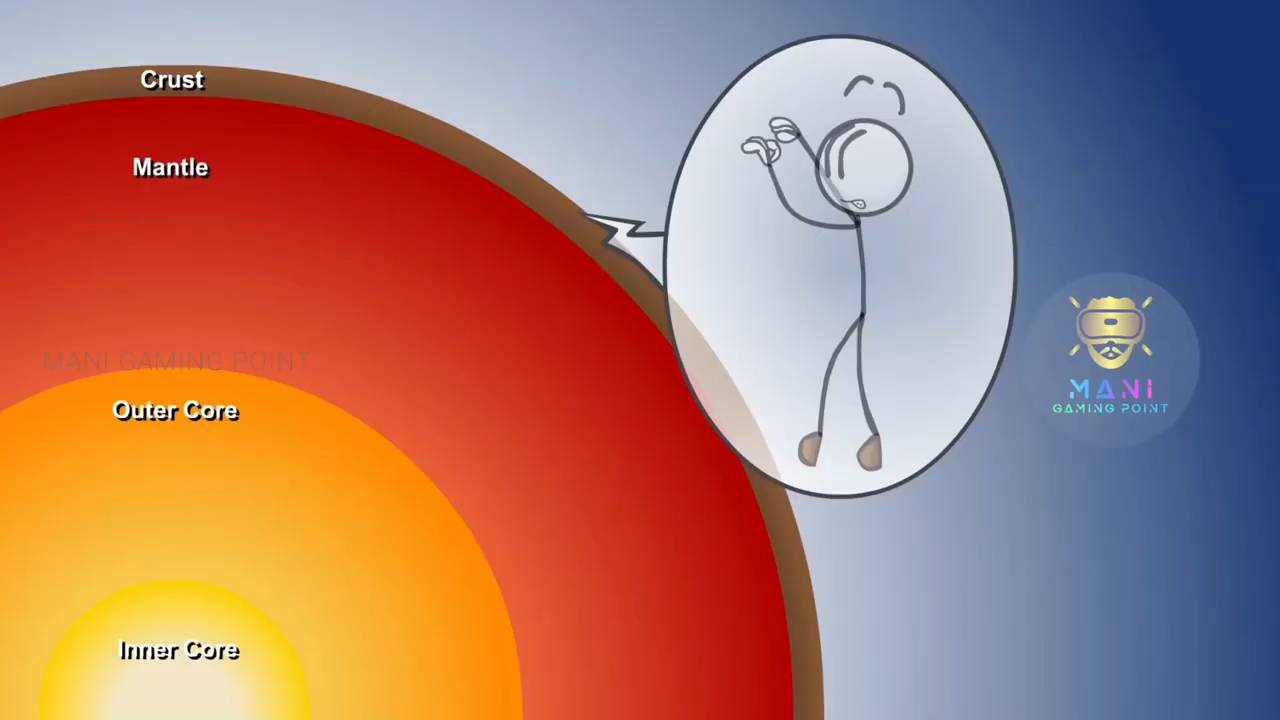 Crust
Mantle
MANI GAMING POINT
Outer Core
MANI
GAMING POINT
Inner Core